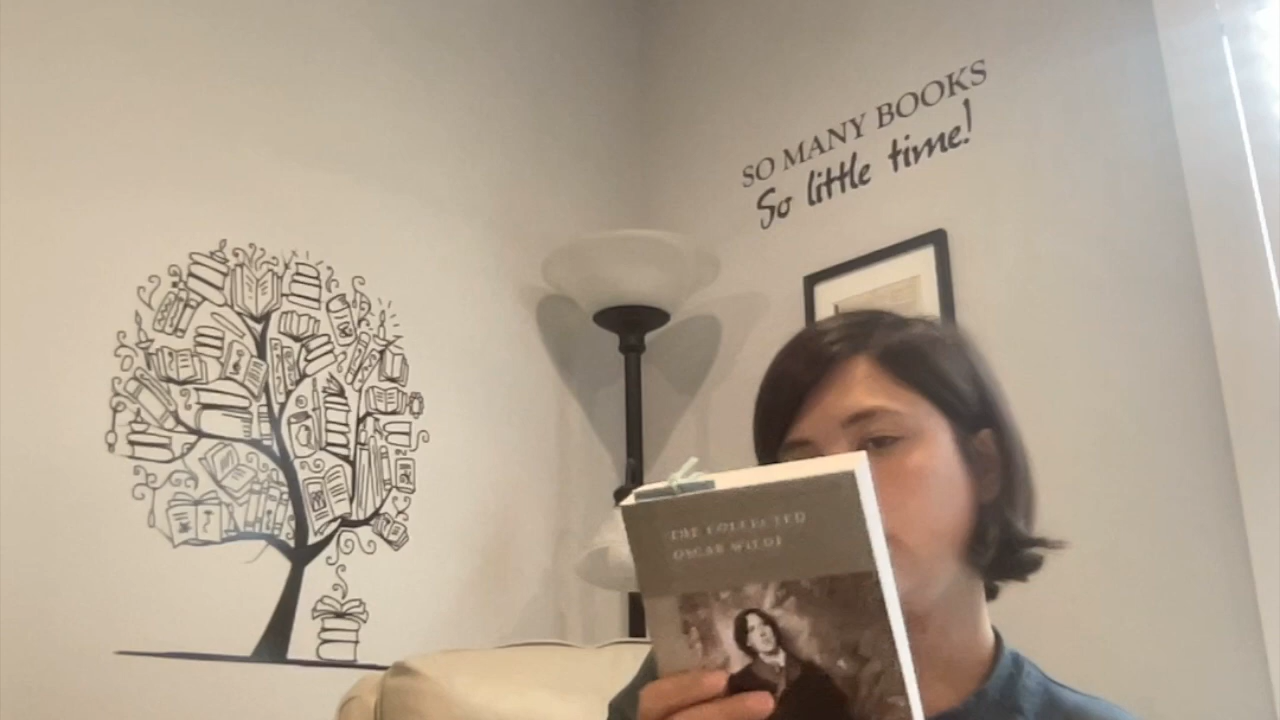 SO MANY BOOKS
So little time!
THE COLLECTED
OSCAR WILDE